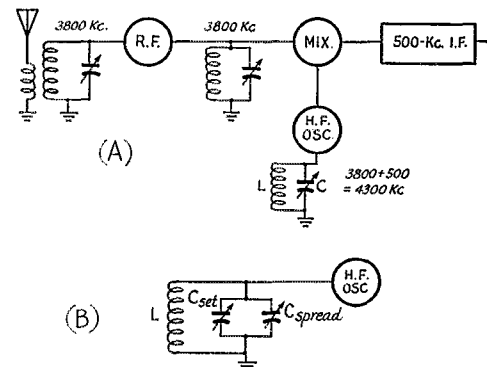 3800 Kc.
3800 Kc
R.F.
MIX.
500-Kc. I.F.
H.F.
OSC.
L
C
3800+500
= 4300 Kc
(A)
H.F.
OSC
L
Cset
Cspread
(B)